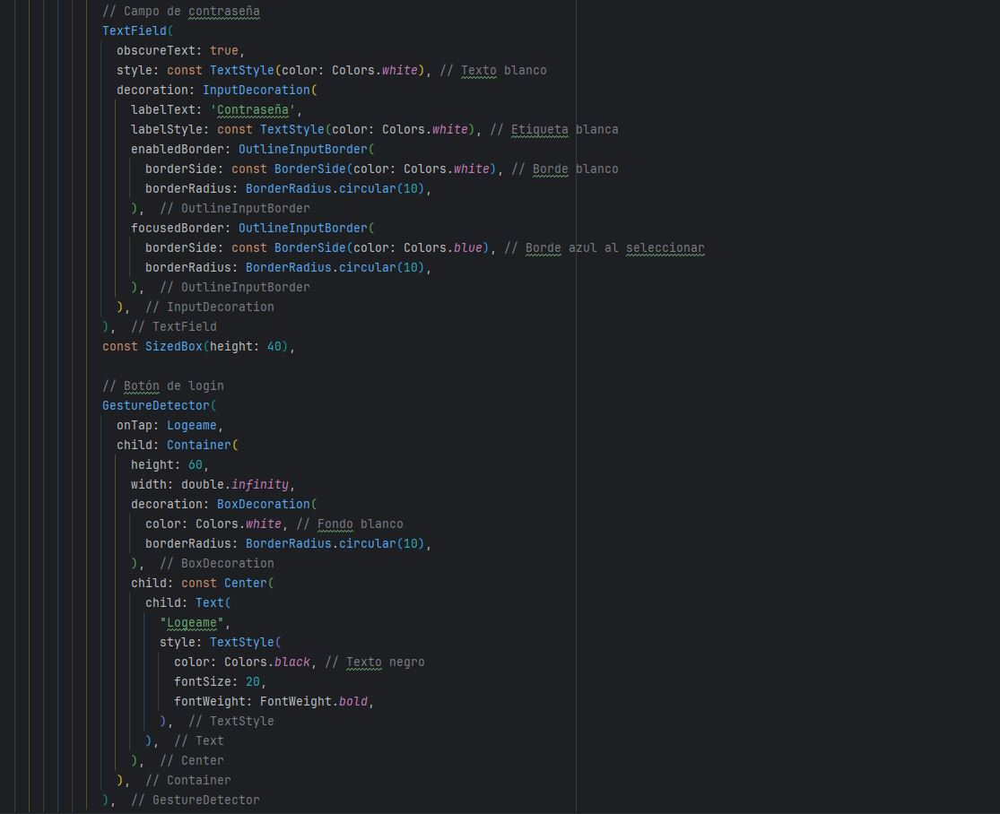 // Campo de contraseña
TextField(
  obscureText: true,
  style: const TextStyle(color: Colors.white), // Texto blanco
  decoration: InputDecoration(
    labelText: 'Contraseña',
    labelStyle: const TextStyle(color: Colors.white), // Etiqueta blanca
    enabledBorder: OutlineInputBorder(
      borderSide: const BorderSide(color: Colors.white), // Borde blanco
      borderRadius: BorderRadius.circular(10),
    ),  // OutlineInputBorder
    focusedBorder: OutlineInputBorder(
      borderSide: const BorderSide(color: Colors.blue), // Borde azul al seleccionar
      borderRadius: BorderRadius.circular(10),
    ),  // OutlineInputBorder
  ),  // InputDecoration
),  // TextField
const SizedBox(height: 40),

// Botón de login
GestureDetector(
  onTap: Logeame,
  child: Container(
    height: 60,
    width: double.infinity,
    decoration: BoxDecoration(
      color: Colors.white, // Fondo blanco
      borderRadius: BorderRadius.circular(10),
    ),  // BoxDecoration
    child: const Center(
      child: Text(
        "Logeame",
        style: TextStyle(
          color: Colors.black, // Texto negro
          fontSize: 20,
          fontWeight: FontWeight.bold,
        ),  // TextStyle
      ),  // Text
    ),  // Center
  ),  // Container
),  // GestureDetector